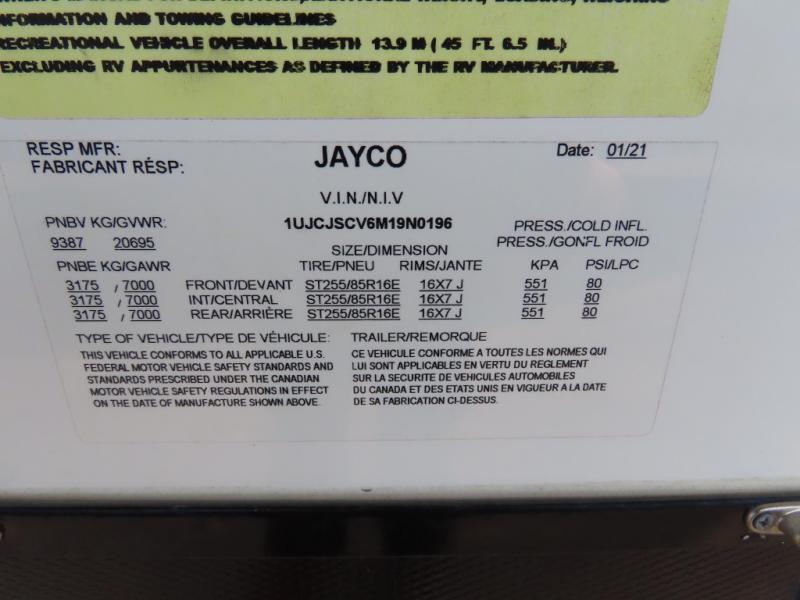 INFORMATION AND TOWING GUIDELINES
RECREATIONAL VEHICLE OVERALL LENGTH 13.9 M ( 45 FT. 6.5 IN.)
EXCLUDING RV APPURTENANCES AS DEFINED BY THE RV MANUFACTURER.
RESP MFR:
FABRICANT RÉSP:
JAYCO
Date: 01/21
V.I.N./N.I.V
PNBV KG/GVWR:
1UJCJSCV6M19N0196
PRESS./COLD INFL.
9387 20695
SIZE/DIMENSION
PRESS./GONFL FROID
PNBE KG/GAWR TIRE/PNEU RIMS/JANTE KPA PSI/LPC
3175 , 7000 FRONT/DEVANT ST255/85R16E 16X7 J 551 80
3175 , 7000 INT/CENTRAL ST255/85R16E 16X7 J 551 80
3175 , 7000 REAR/ARRIÈRE ST255/85R16E 16X7 J 551 80
TYPE OF VEHICLE/TYPE DE VÉHICULE: TRAILER/REMORQUE
THIS VEHICLE CONFORMS TO ALL APPLICABLE U.S.
FEDERAL MOTOR VEHICLE SAFETY STANDARDS AND
STANDARDS PRESCRIBED UNDER THE CANADIAN
MOTOR VEHICLE SAFETY REGULATIONS IN EFFECT
ON THE DATE OF MANUFACTURE SHOWN ABOVE.
CE VEHICULE CONFORME A TOUTES LES NORMES QUI
LUI SONT APPLICABLES EN VERTU DU REGLEMENT
SUR LA SECURITE DE VEHICULES AUTOMOBILES
DU CANADA ET DES ETATS UNIS EN VIGUEUR A LA DATE
DE SA FABRICATION CI-DESSUS.